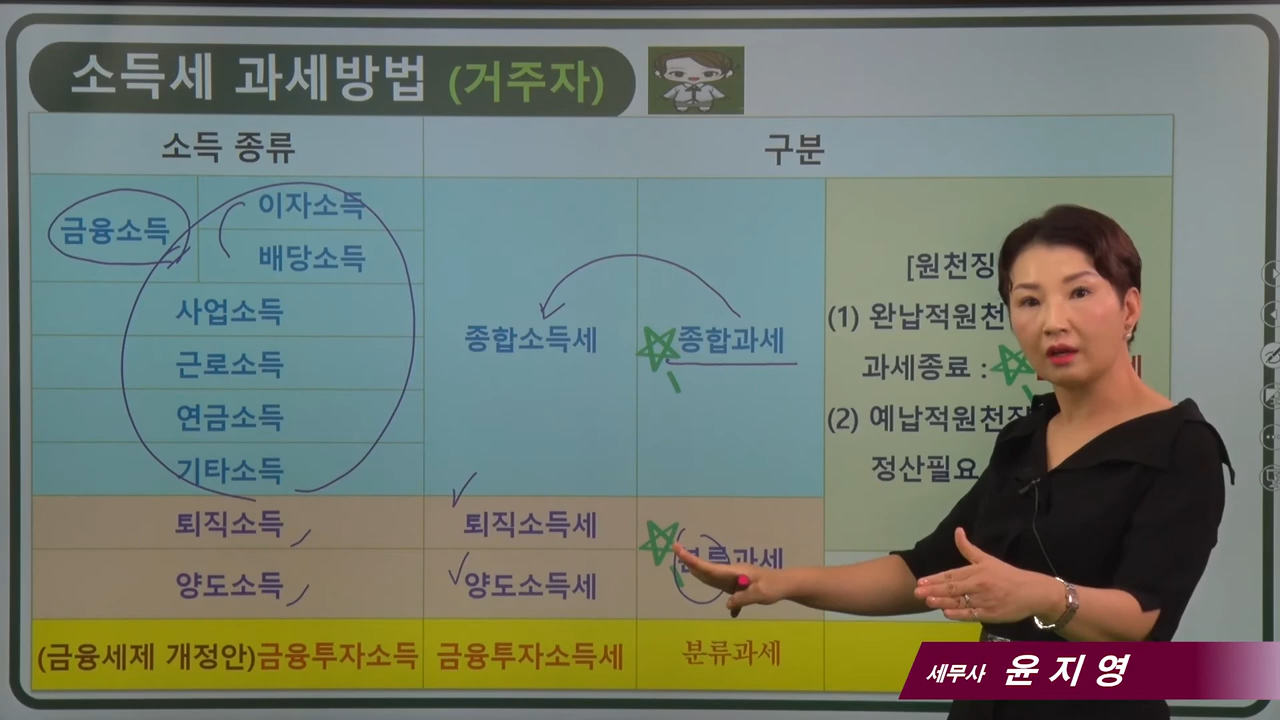 소득세 과세방법 (거주자)
소득 종류
구분
금융소득
이자소득
배당소득
사업소득
근로소득
연금소득
기타소득
종합소득세
종합과세
[원천징
(1) 완납적원천
과세종료 :
(2) 예납적원천징
정산필요
퇴직소득
퇴직소득세
양도소득
양도소득세
분류과세
(금융세제 개정안)금융투자소득
금융투자소득세
분류과세
세무사 윤지영